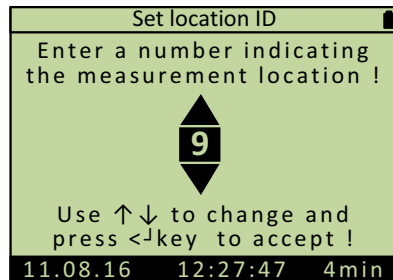 Set location ID
Enter a number indicating
the measurement location !
9
Use ↑↓ to change and
press <┘key to accept !
11.08.16 12:27:47 4min